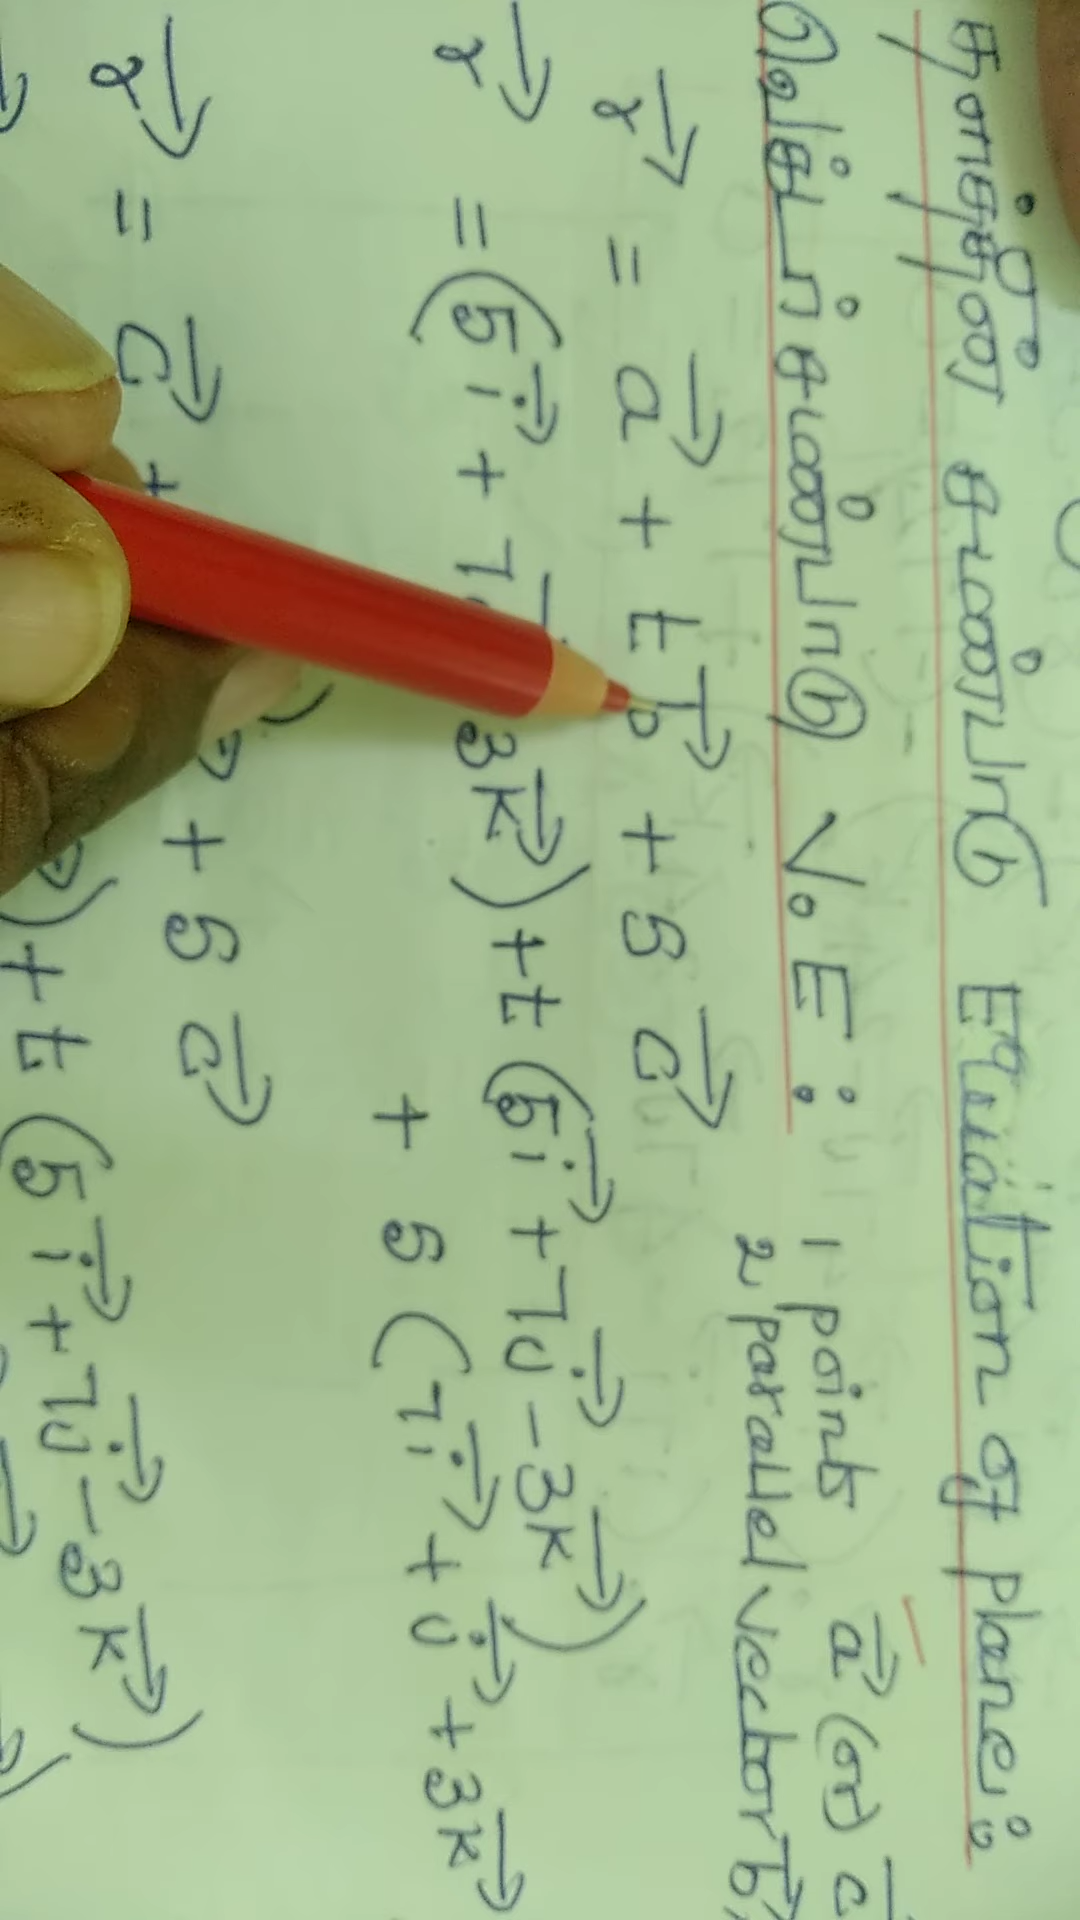 தளத்தின் சமன்பாடு Equation of plane:
வெக்டர் சமன்பாடு V.E:
1 points a⃗ (or) c⃗
2 parallel vector b⃗,
r⃗ = a⃗ + t b⃗ + s c⃗
r⃗ = (5i⃗ + 7 3k⃗) + t (5i⃗ + 7j⃗ - 3k⃗)
+ s (7i⃗ + j⃗ + 3k⃗
r⃗ = c⃗ + + s c⃗
) + t (5i⃗ + 7j⃗ - 3k⃗)